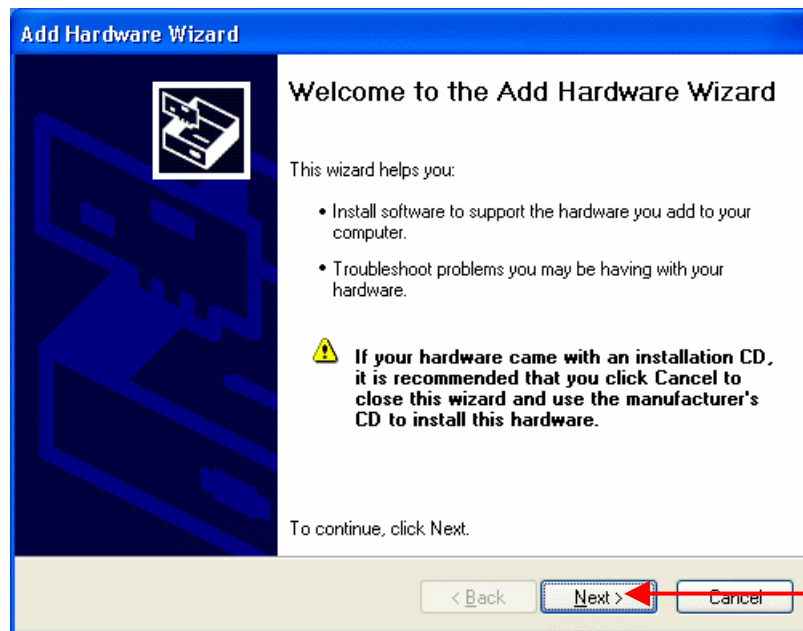 Add Hardware Wizard
Welcome to the Add Hardware Wizard
This wizard helps you:
• Install software to support the hardware you add to your
computer.
• Troubleshoot problems you may be having with your
hardware.
If your hardware came with an installation CD,
it is recommended that you click Cancel to
close this wizard and use the manufacturer's
CD to install this hardware.
To continue, click Next.
< Back Next > Cancel